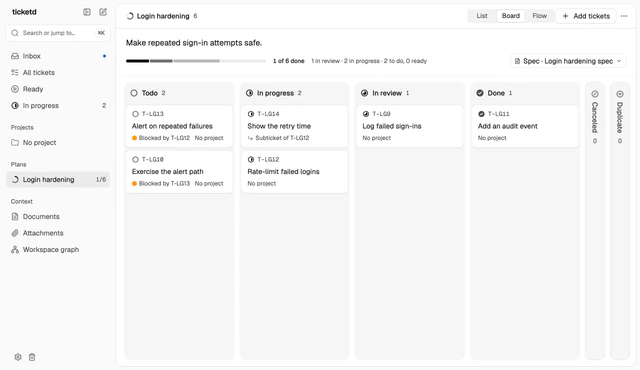 ticketd
Search or jump to... ⌘K
Inbox
All tickets
Ready
In progress 2
Projects
No project
Plans
Login hardening 1/6
Context
Documents
Attachments
Workspace graph
Login hardening 6
List Board Flow
+ Add tickets
Make repeated sign-in attempts safe.
1 of 6 done 1 in review · 2 in progress · 2 to do, 0 ready
Spec · Login hardening spec
Todo 2
T-LG13
Alert on repeated failures
Blocked by T-LG12 No project
T-LG10
Exercise the alert path
Blocked by T-LG13 No project
In progress 2
T-LG14
Show the retry time
Subticket of T-LG12
T-LG12
Rate-limit failed logins
No project
In review 1
T-LG9
Log failed sign-ins
No project
Done 1
T-LG11
Add an audit event
No project
Canceled 0
Duplicate 0